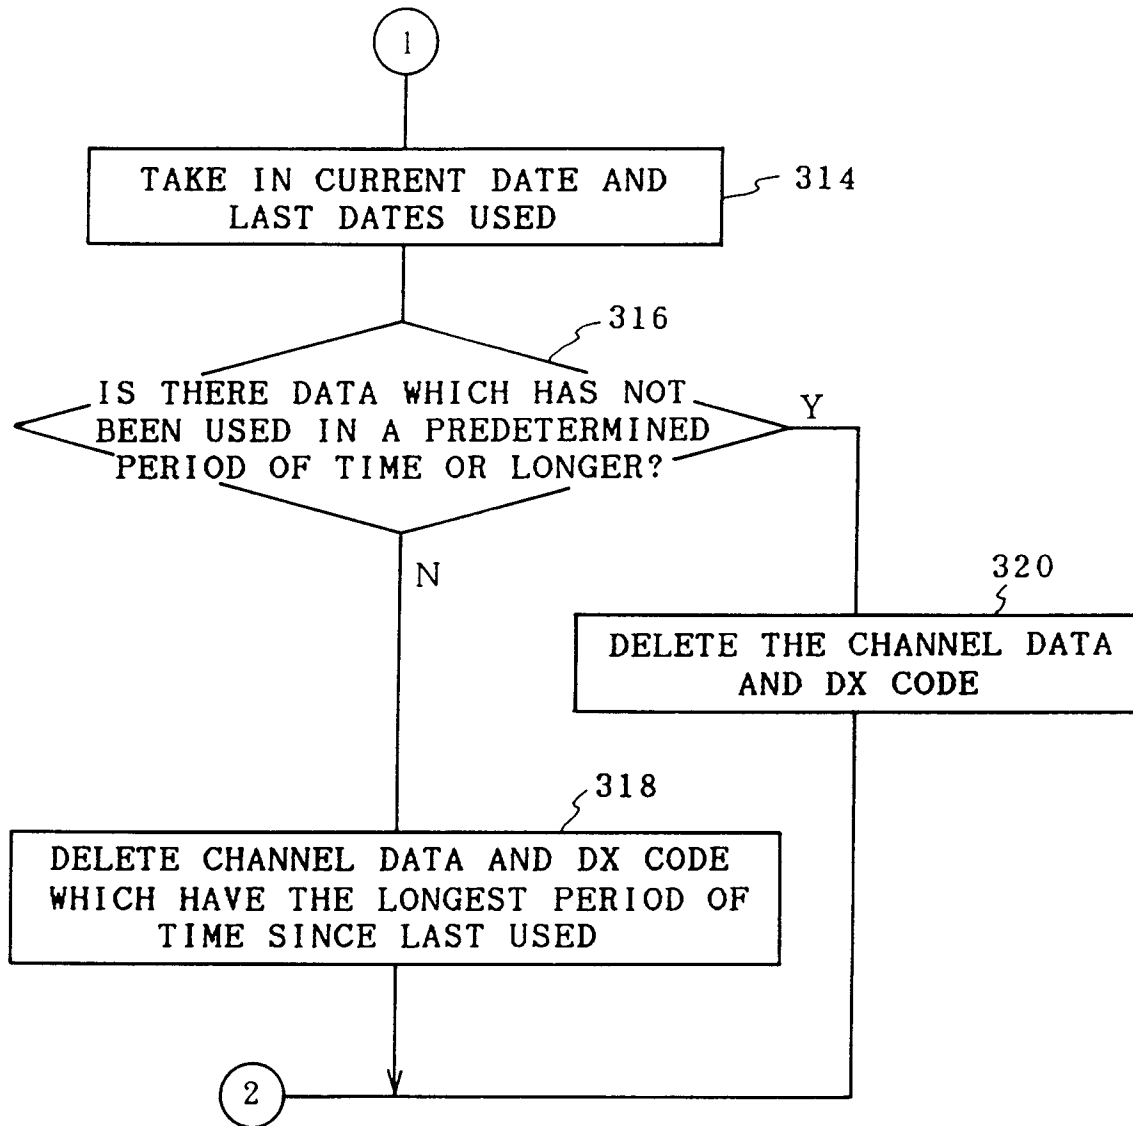 1
TAKE IN CURRENT DATE AND
LAST DATES USED
314
316
IS THERE DATA WHICH HAS NOT
BEEN USED IN A PREDETERMINED
PERIOD OF TIME OR LONGER?
Y
N
320
DELETE THE CHANNEL DATA
AND DX CODE
318
DELETE CHANNEL DATA AND DX CODE
WHICH HAVE THE LONGEST PERIOD OF
TIME SINCE LAST USED
2